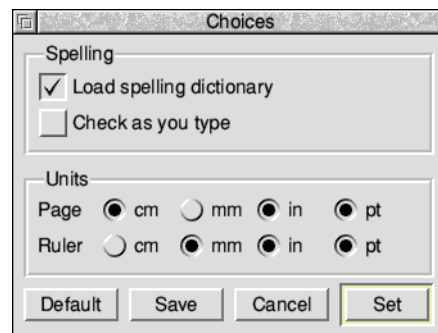 Choices
Spelling
Load spelling dictionary
Check as you type
Units
Page cm mm in pt
Ruler cm mm in pt
Default Save Cancel Set